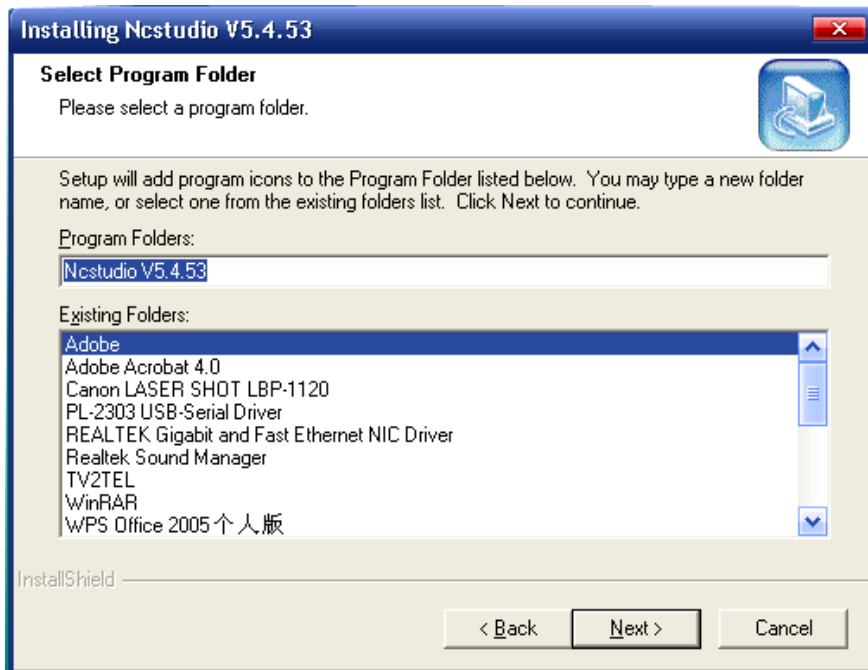 Installing Ncstudio V5.4.53
Select Program Folder
Please select a program folder.
Setup will add program icons to the Program Folder listed below. You may type a new folder
name, or select one from the existing folders list. Click Next to continue.
Program Folders:
Ncstudio V5.4.53
Existing Folders:
Adobe
Adobe Acrobat 4.0
Canon LASER SHOT LBP-1120
PL-2303 USB-Serial Driver
REALTEK Gigabit and Fast Ethernet NIC Driver
Realtek Sound Manager
TV2TEL
WinRAR
WPS Office 2005 个人版
InstallShield
< Back
Next >
Cancel